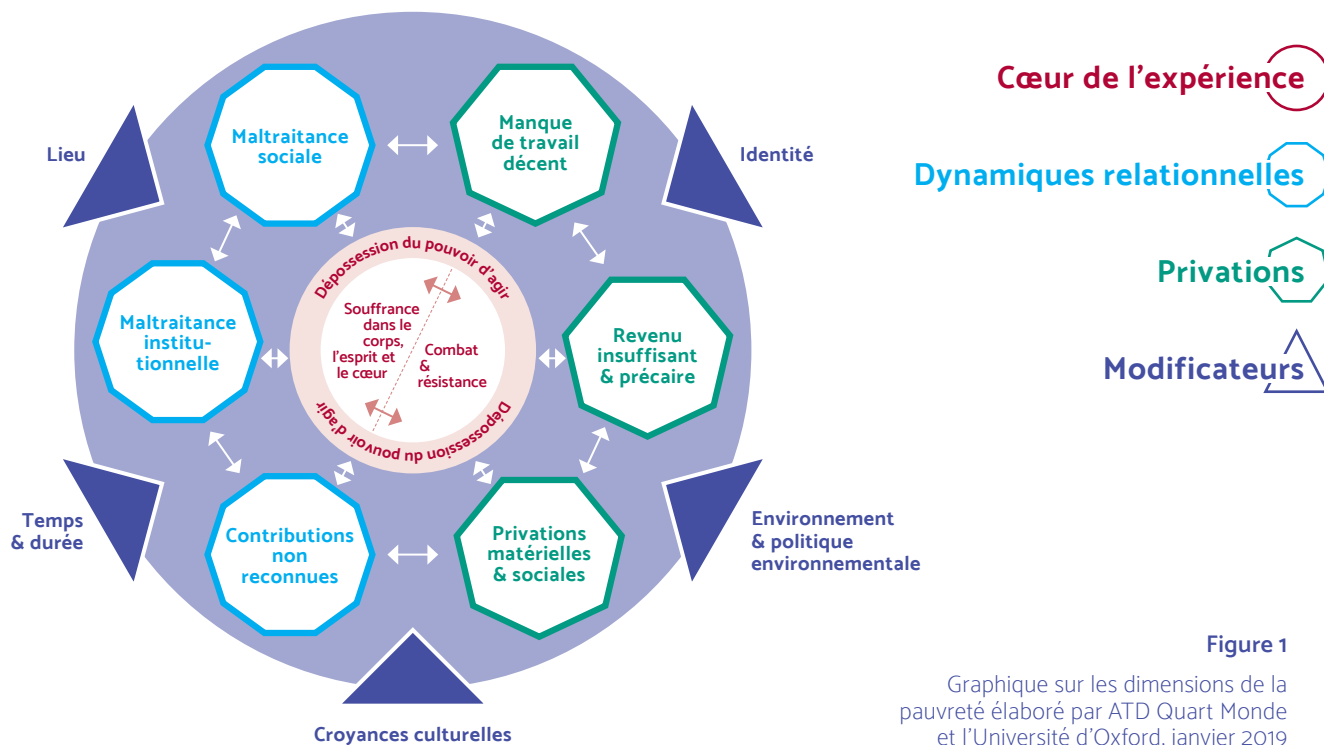 Lieu
Maltraitance
sociale
Manque
de travail
décent
Identité
Maltraitance
institu-
tionnelle
Dépossession du pouvoir d'agir
Souffrance
dans le
corps,
l'esprit et
le cœur
Combat
&
résistance
Dépossession du pouvoir d'agir
Revenu
insuffisant
& précaire
Temps
& durée
Contributions
non
reconnues
Privations
matérielles
& sociales
Environnement
& politique
environnementale
Croyances culturelles
Cœur de l'expérience
Dynamiques relationnelles
Privations
Modificateurs
Figure 1
Graphique sur les dimensions de la
pauvreté élaboré par ATD Quart Monde
et l'Université d'Oxford, janvier 2019